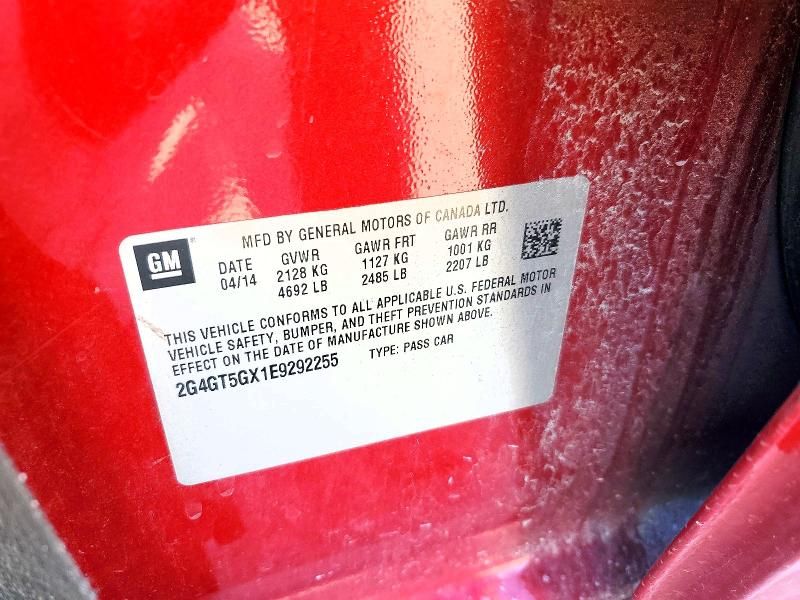 GM
MFD BY GENERAL MOTORS OF CANADA LTD.
DATE GVWR GAWR FRT GAWR RR
04/14 2128 KG 1127 KG 1001 KG
4692 LB 2485 LB 2207 LB
THIS VEHICLE CONFORMS TO ALL APPLICABLE U.S. FEDERAL MOTOR
VEHICLE SAFETY, BUMPER, AND THEFT PREVENTION STANDARDS IN
EFFECT ON THE DATE OF MANUFACTURE SHOWN ABOVE.
2G4GT5GX1E9292255 TYPE: PASS CAR